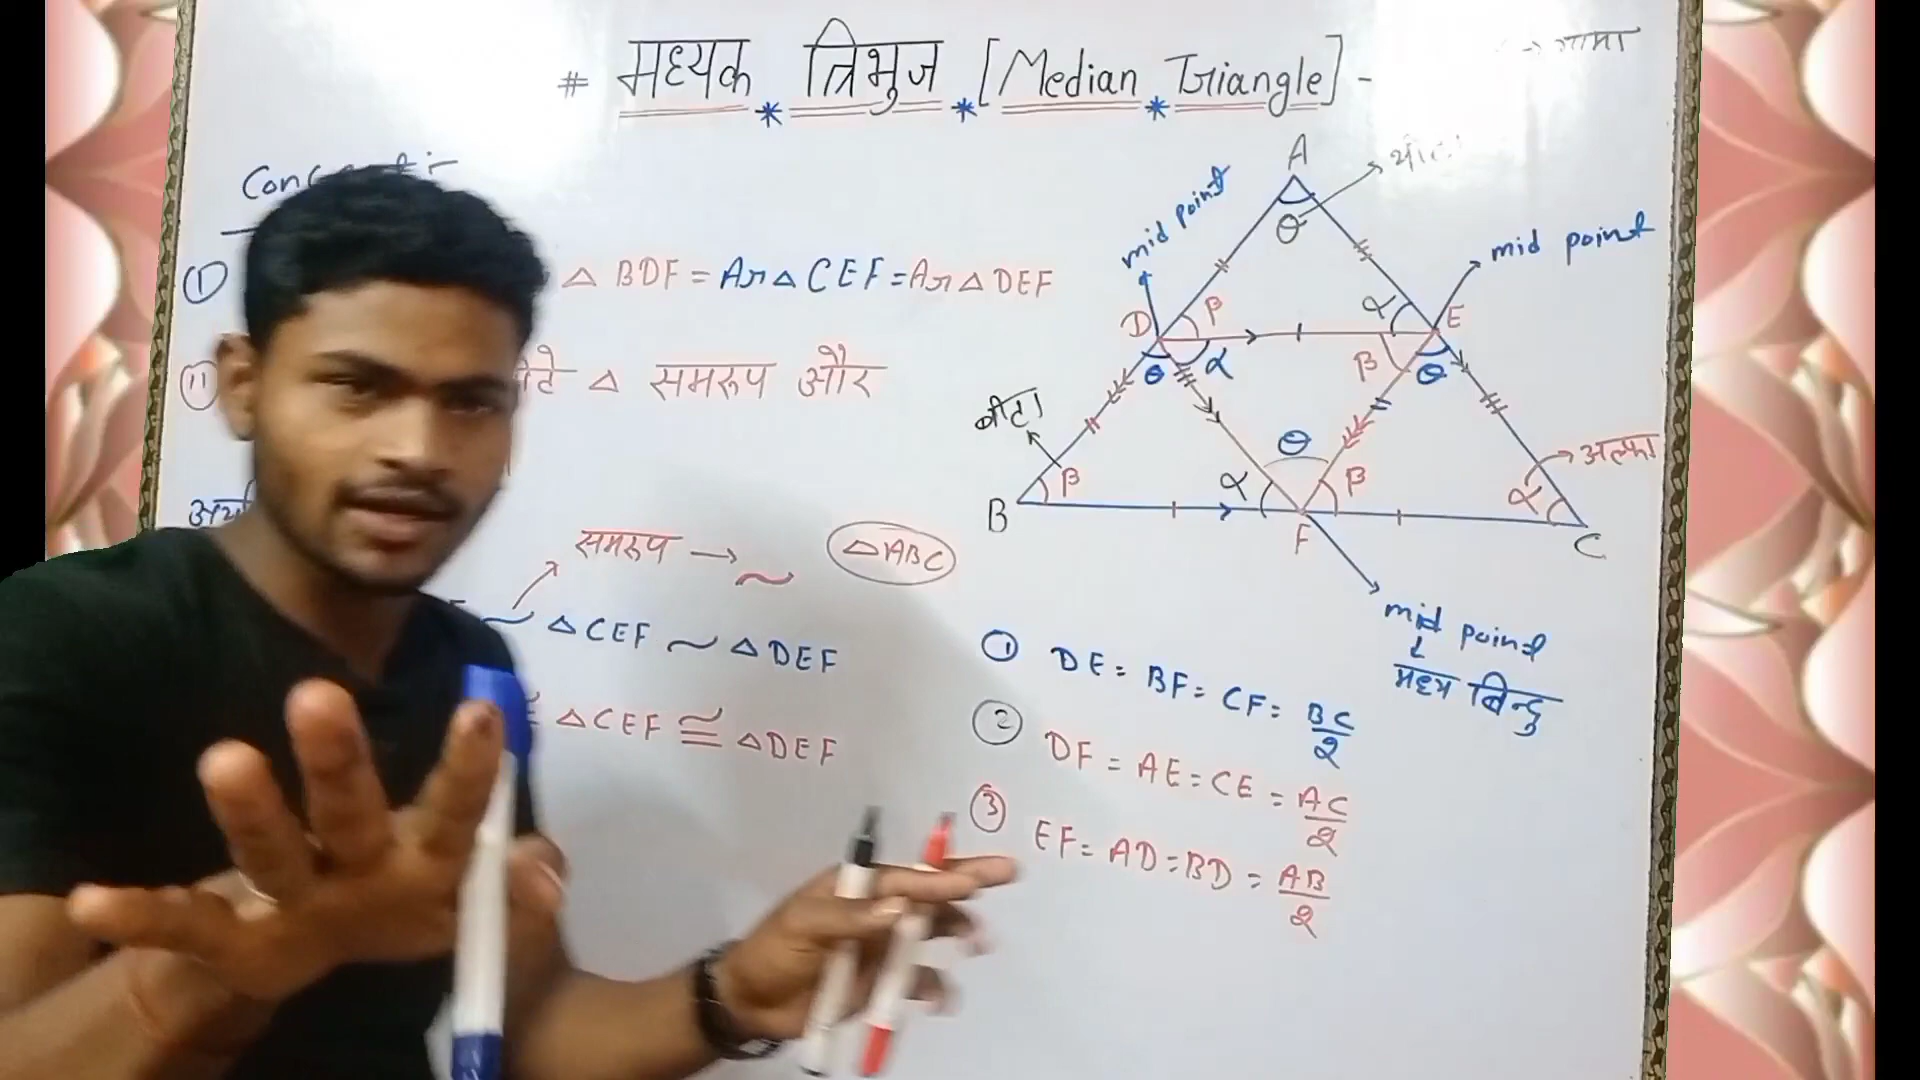 # मध्यक त्रिभुज [Median Triangle] -
① △ BDF = Ar △ CEF = Ar △ DEF
(ii) △ समरूप और
समरूप → ~
△ABC
~ △CEF ~ △DEF
△CEF ≅ △DEF
A
θ
mid point
mid point
D β α E
θ α β θ
बीटा
θ
अल्फा
B β α β α C
F
mid point
मध्य बिन्दु
① DE = BF = CF = BC/2
② DF = AE = CE = AC/2
③ EF = AD = BD = AB/2